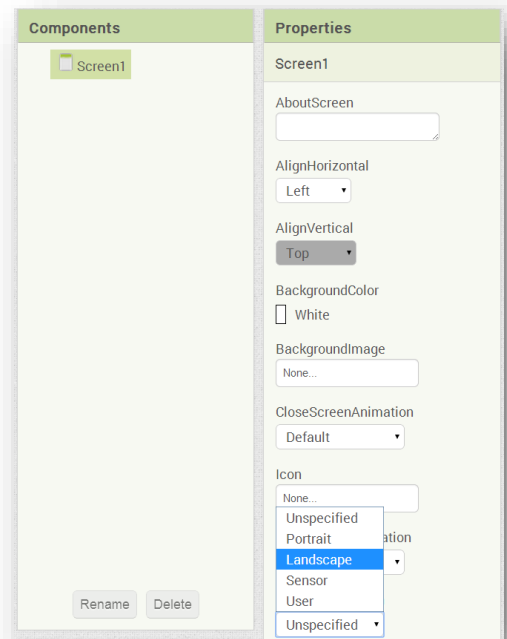 Components
Screen1
Rename
Delete
Properties
Screen1
AboutScreen
AlignHorizontal
Left
AlignVertical
Top
BackgroundColor
White
BackgroundImage
None...
CloseScreenAnimation
Default
Icon
None...
Unspecified
Portrait
Landscape
Sensor
User
Unspecified